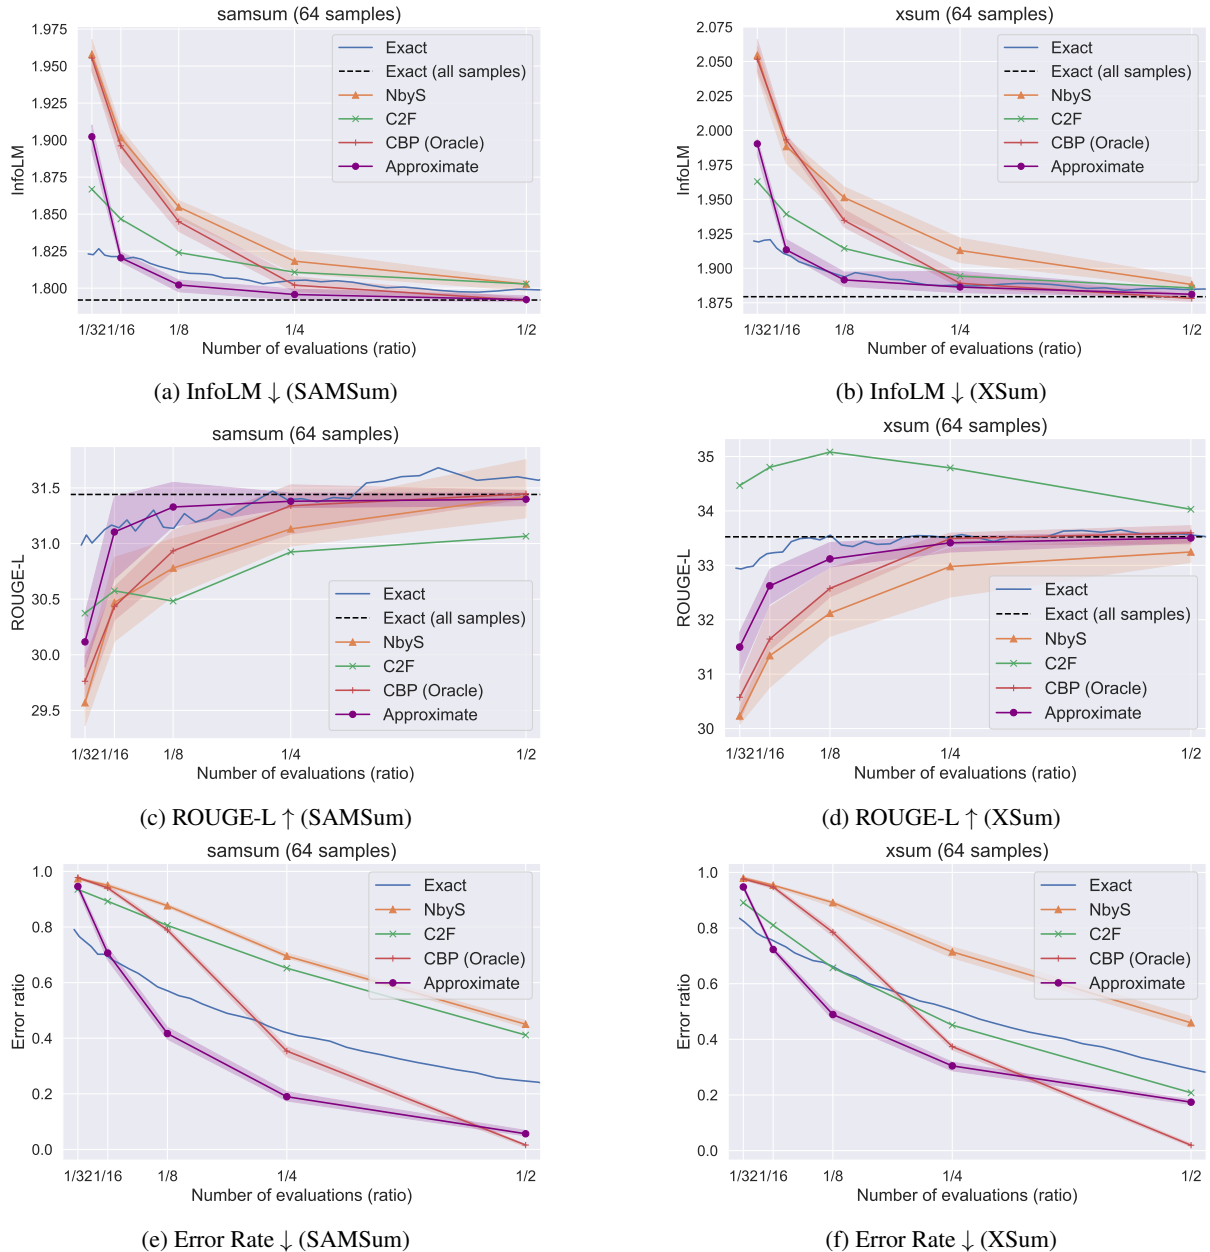 samsum (64 samples)
1.975
1.950
1.925
1.900
1.875
1.850
1.825
1.800
InfoLM
Exact
Exact (all samples)
NbyS
C2F
CBP (Oracle)
Approximate
1/32 1/16 1/8 1/4 1/2
Number of evaluations (ratio)
(a) InfoLM ↓ (SAMSum)
xsum (64 samples)
2.075
2.050
2.025
2.000
1.975
1.950
1.925
1.900
1.875
InfoLM
Exact
Exact (all samples)
NbyS
C2F
CBP (Oracle)
Approximate
1/32 1/16 1/8 1/4 1/2
Number of evaluations (ratio)
(b) InfoLM ↓ (XSum)
samsum (64 samples)
31.5
31.0
30.5
30.0
29.5
ROUGE-L
Exact
Exact (all samples)
NbyS
C2F
CBP (Oracle)
Approximate
1/32 1/16 1/8 1/4 1/2
Number of evaluations (ratio)
(c) ROUGE-L ↑ (SAMSum)
xsum (64 samples)
35
34
33
32
31
30
ROUGE-L
Exact
Exact (all samples)
NbyS
C2F
CBP (Oracle)
Approximate
1/32 1/16 1/8 1/4 1/2
Number of evaluations (ratio)
(d) ROUGE-L ↑ (XSum)
samsum (64 samples)
1.0
0.8
0.6
0.4
0.2
0.0
Error ratio
Exact
NbyS
C2F
CBP (Oracle)
Approximate
1/32 1/16 1/8 1/4 1/2
Number of evaluations (ratio)
(e) Error Rate ↓ (SAMSum)
xsum (64 samples)
1.0
0.8
0.6
0.4
0.2
0.0
Error ratio
Exact
NbyS
C2F
CBP (Oracle)
Approximate
1/32 1/16 1/8 1/4 1/2
Number of evaluations (ratio)
(f) Error Rate ↓ (XSum)